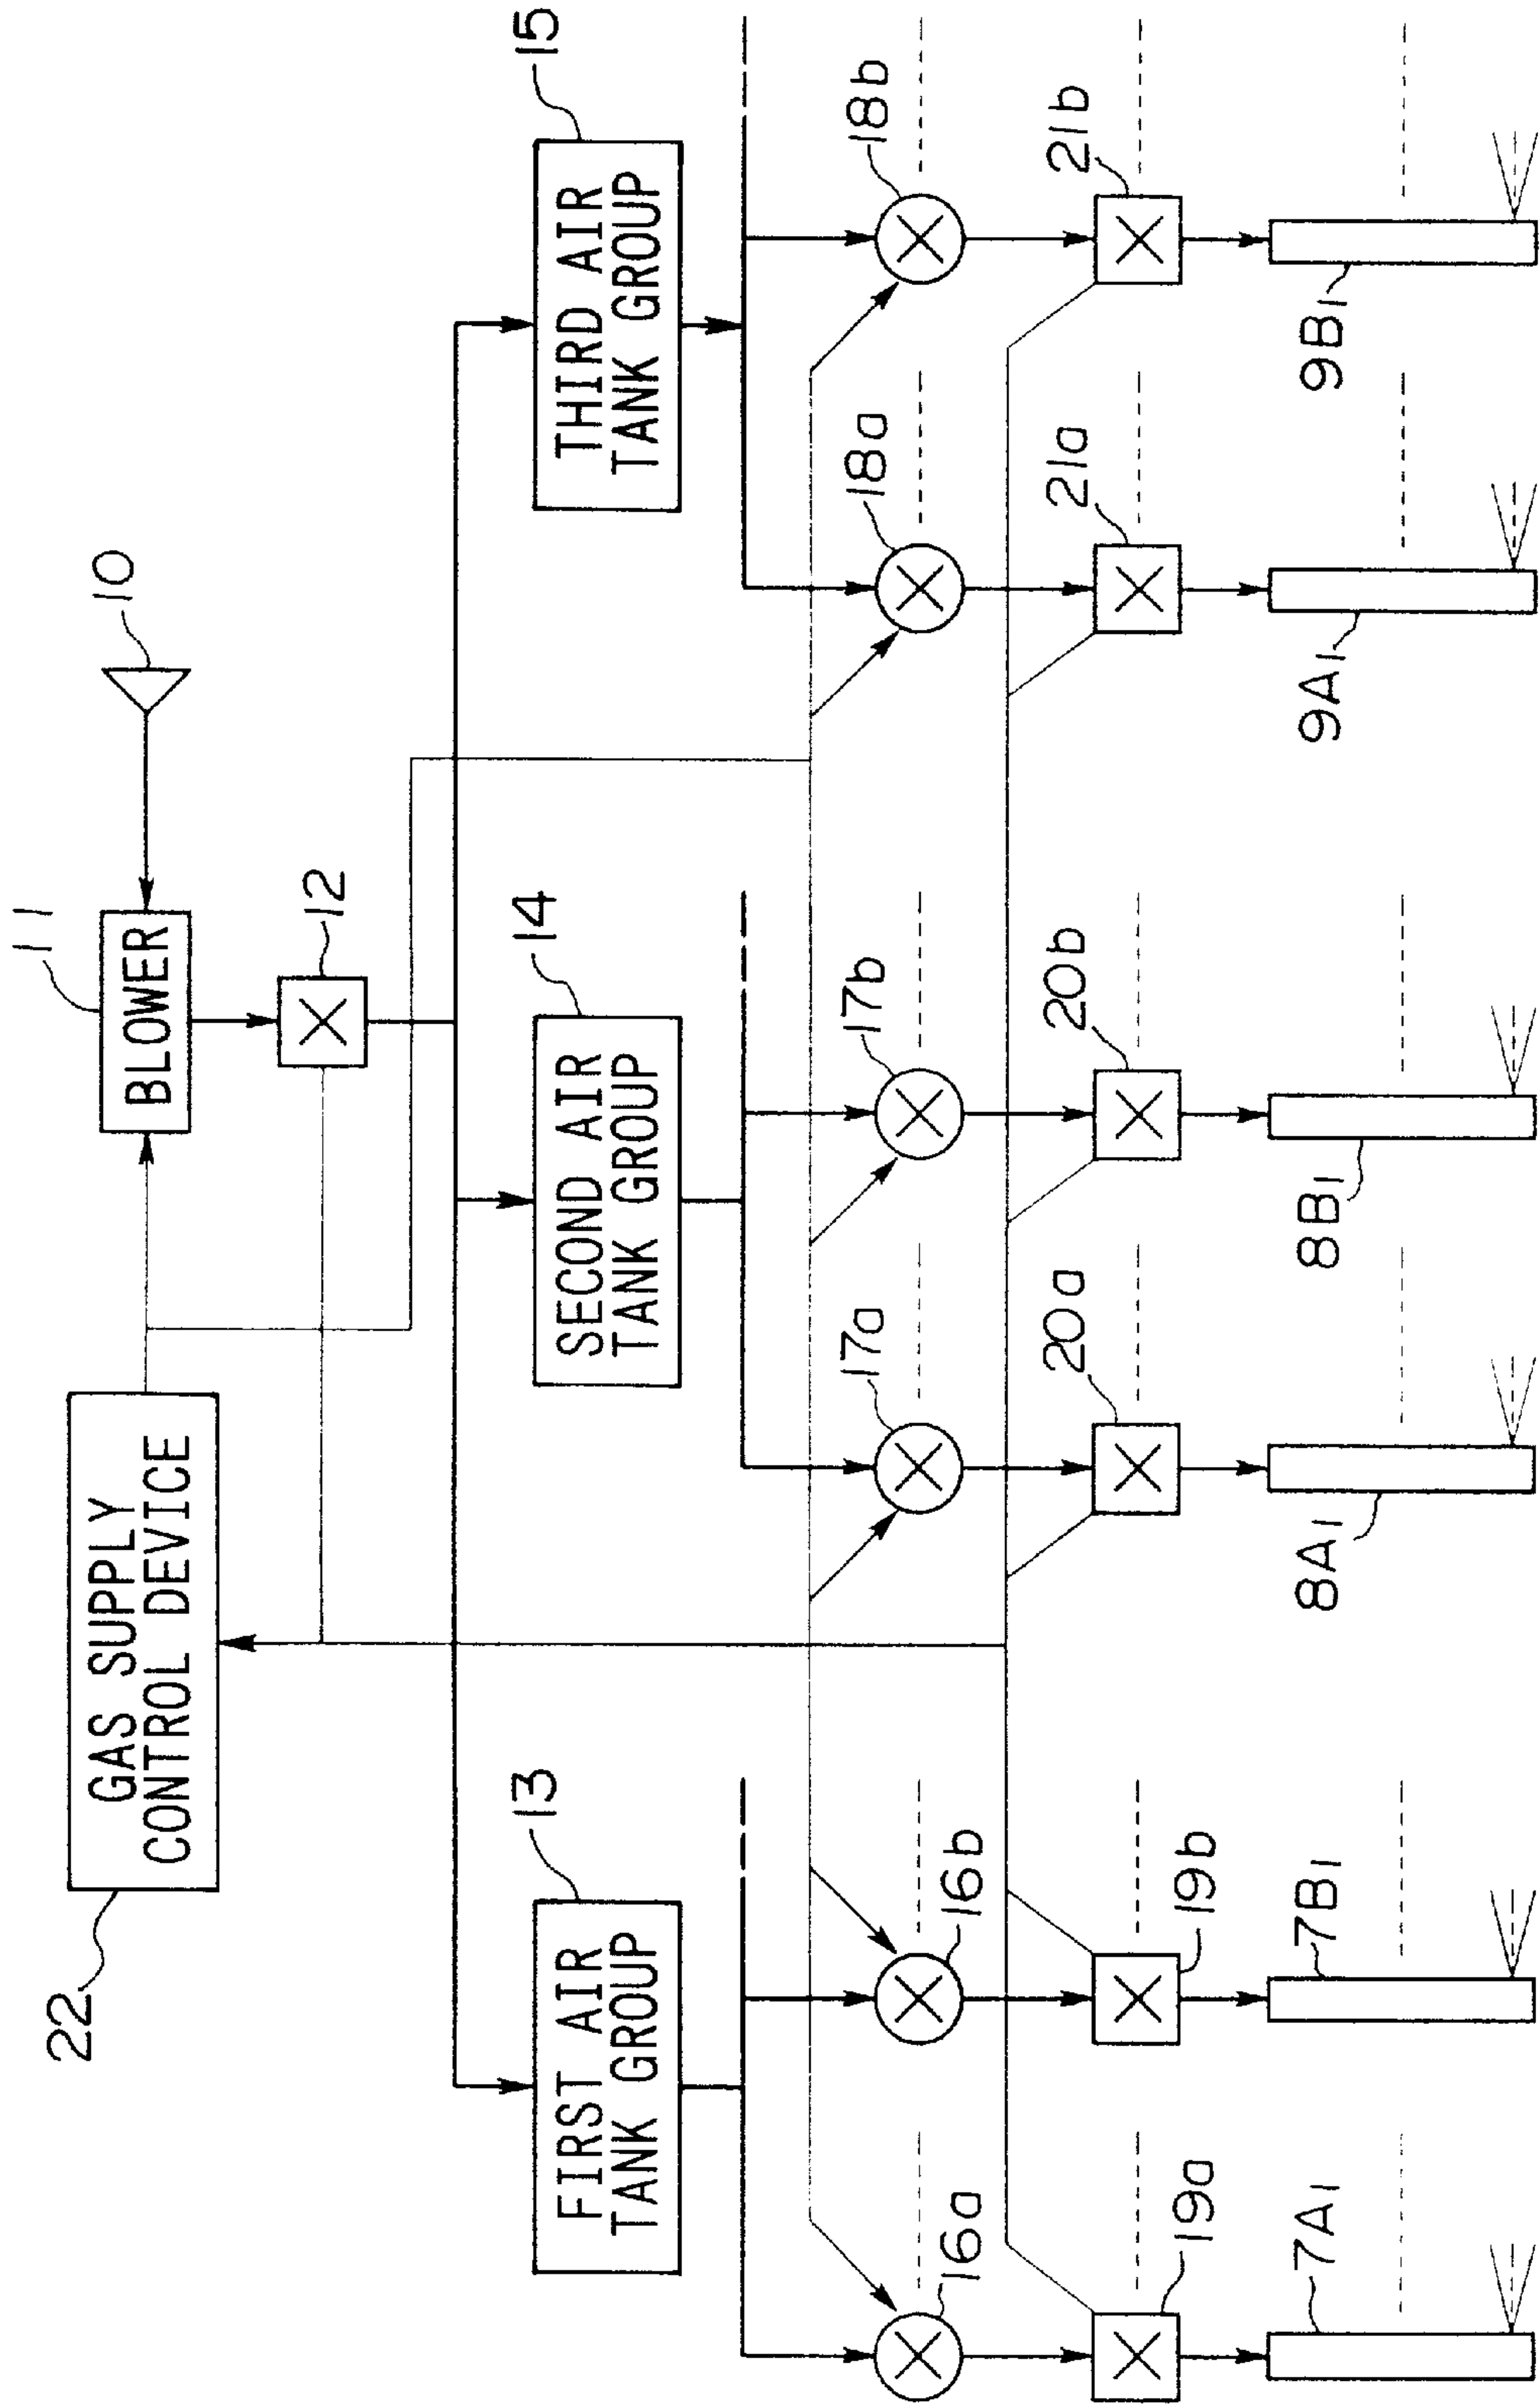 22
GAS SUPPLY
CONTROL DEVICE
11
BLOWER
10
12
13
FIRST AIR
TANK GROUP
14
SECOND AIR
TANK GROUP
15
THIRD AIR
TANK GROUP
16a
16b
17a
17b
18a
18b
19a
19b
20a
20b
21a
21b
7A1
7B1
8A1
8B1
9A1
9B1